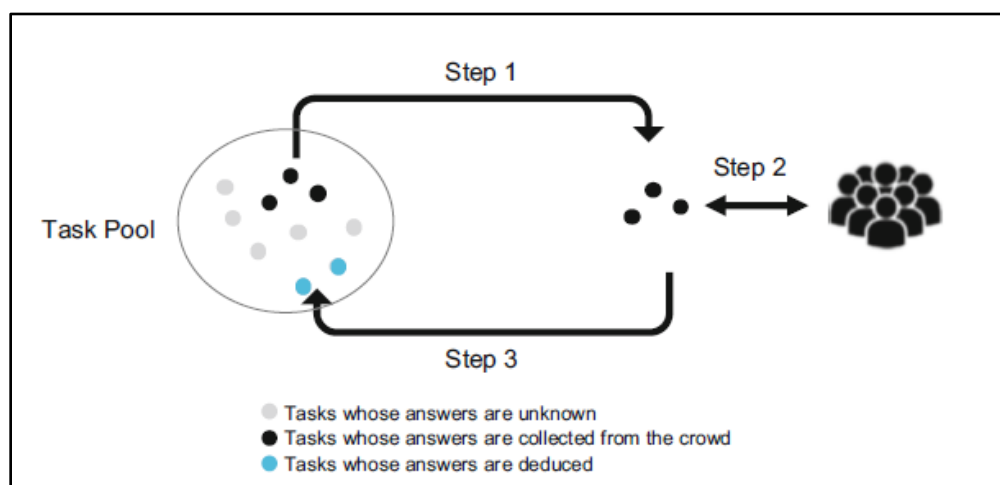 Step 1
Step 2
Task Pool
Step 3
Tasks whose answers are unknown
Tasks whose answers are collected from the crowd
Tasks whose answers are deduced